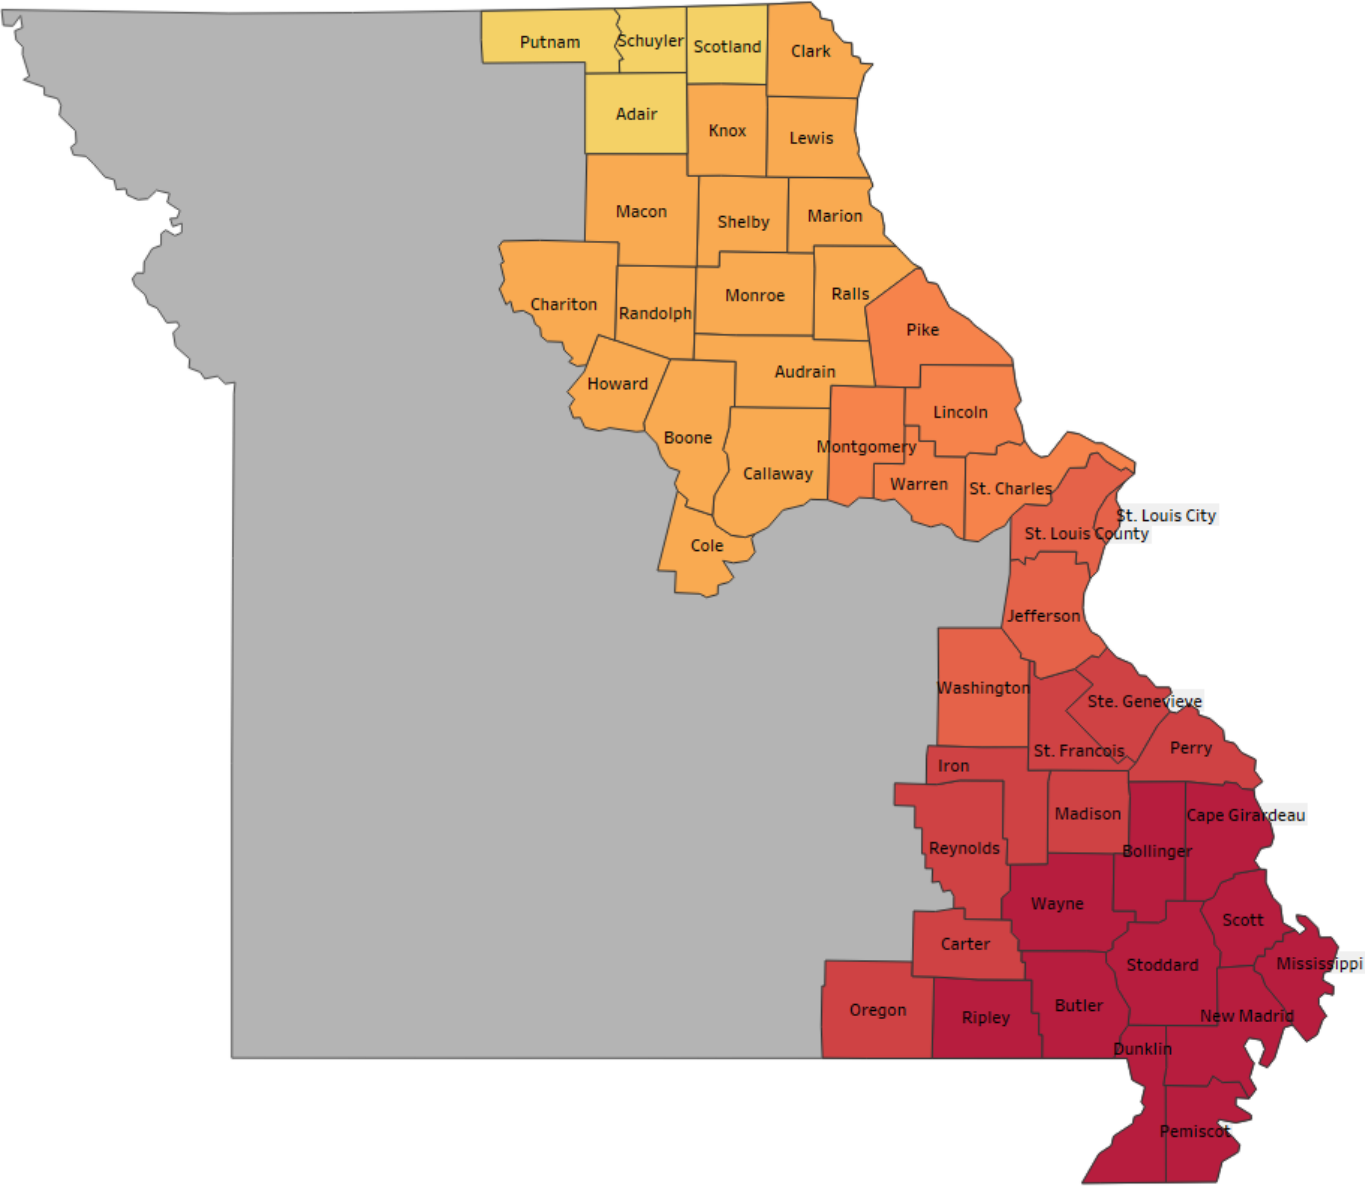 Putnam
Schuyler
Scotland
Clark
Adair
Knox
Lewis
Macon
Shelby
Marion
Chariton
Randolph
Monroe
Ralls
Pike
Howard
Audrain
Lincoln
Boone
Montgomery
Callaway
Warren
St. Charles
St. Louis City
St. Louis County
Cole
Jefferson
Washington
Ste. Genevieve
St. Francois
Perry
Iron
Madison
Cape Girardeau
Reynolds
Bollinger
Wayne
Scott
Carter
Stoddard
Mississippi
Oregon
Ripley
Butler
New Madrid
Dunklin
Pemiscot